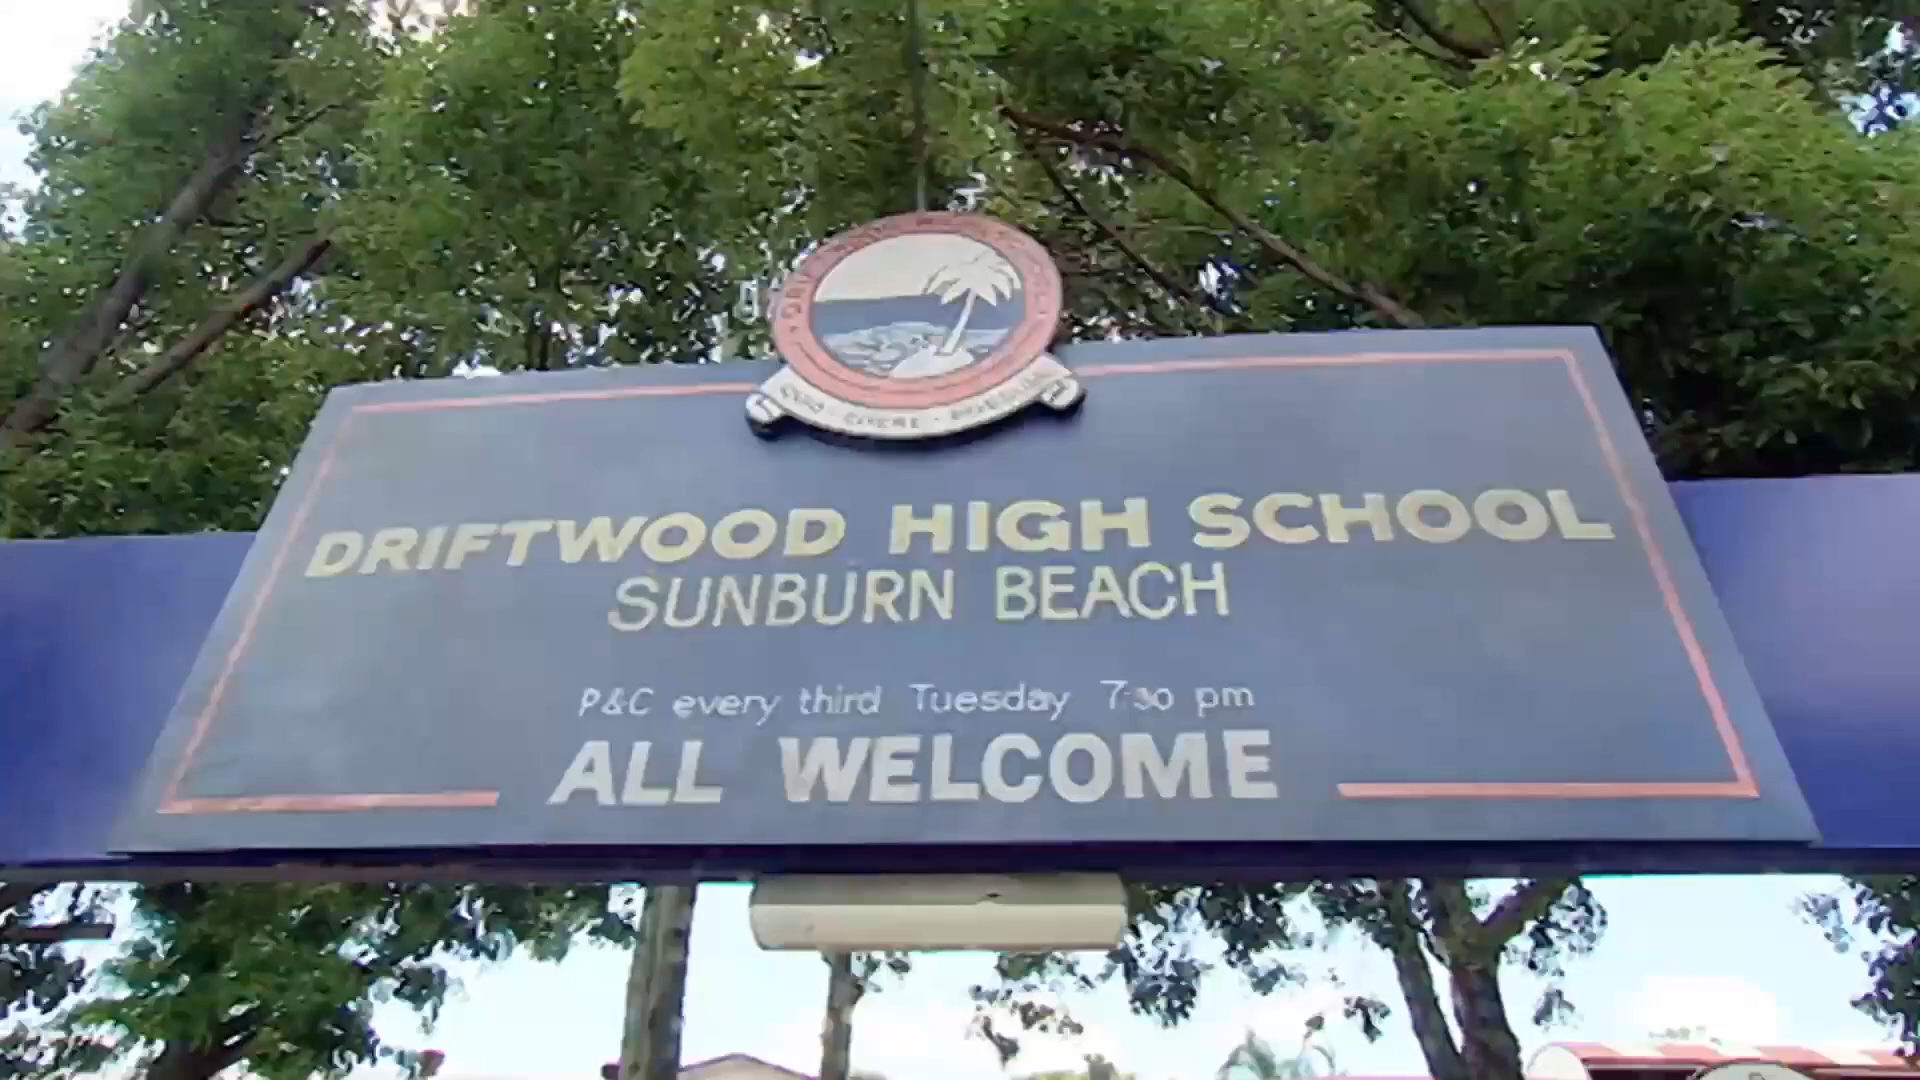 DRIFTWOOD HIGH SCHOOL
SUNBURN BEACH
P&C every third Tuesday 7:30 pm
ALL WELCOME